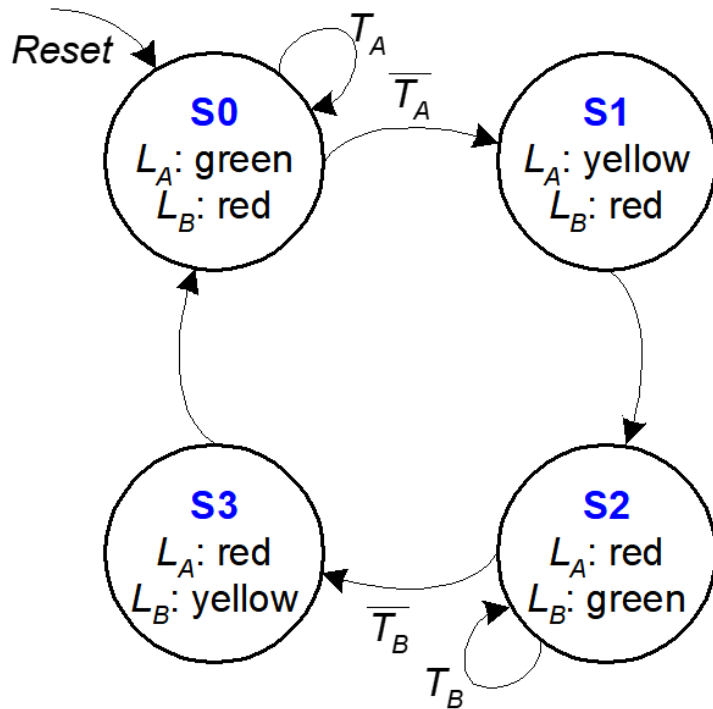 Reset
T_A
T̅_A
S0
L_A: green
L_B: red
S1
L_A: yellow
L_B: red
S3
L_A: red
L_B: yellow
S2
L_A: red
L_B: green
T̅_B
T_B